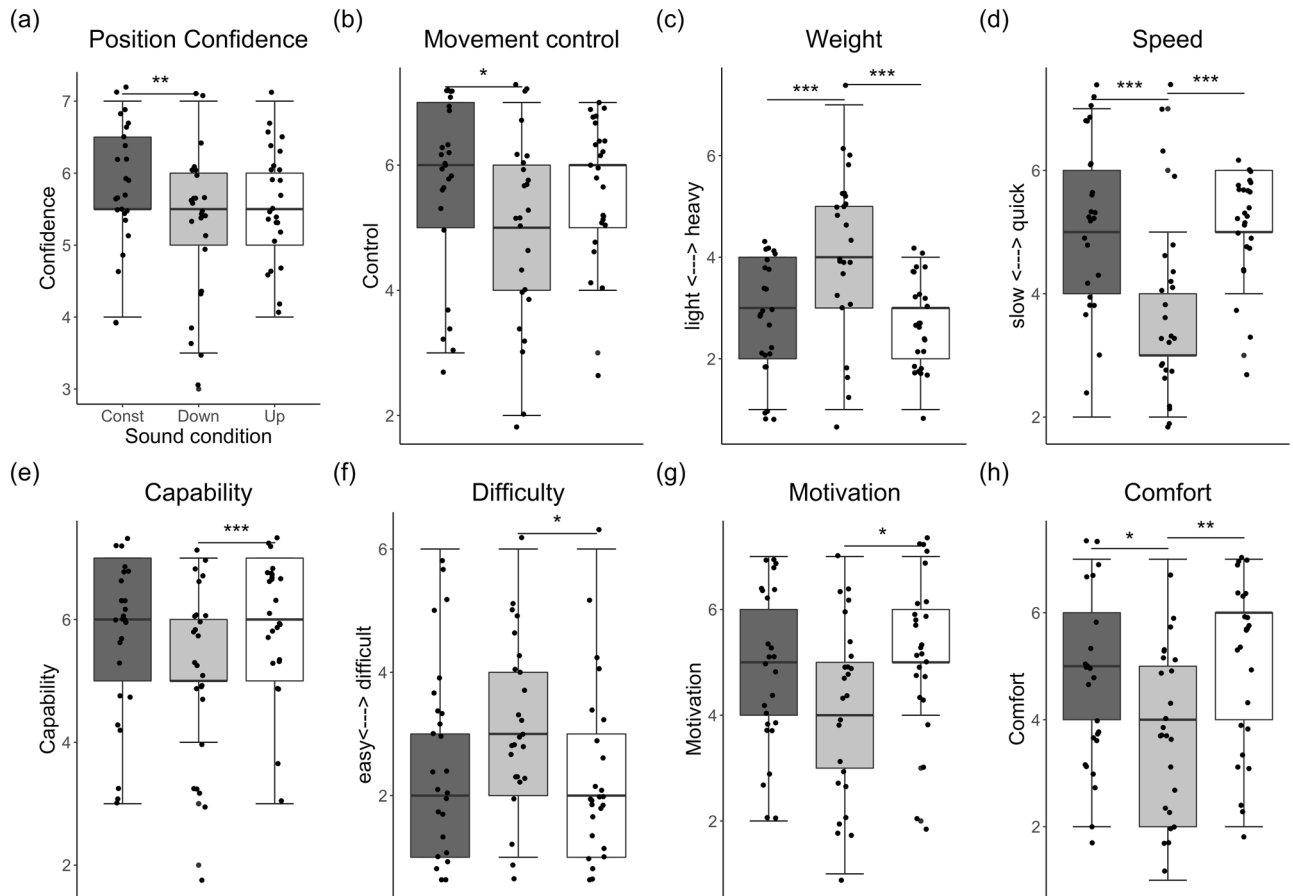 (a)
Position Confidence
**
Confidence
7
6
5
4
3
Const Down Up
Sound condition
(b)
Movement control
*
Control
6
4
2
(c)
Weight
***
***
light <---> heavy
6
4
2
(d)
Speed
***
***
slow <---> quick
6
4
2
(e)
Capability
***
Capability
6
4
2
(f)
Difficulty
*
easy<---> difficult
6
4
2
(g)
Motivation
*
Motivation
6
4
2
(h)
Comfort
*
**
Comfort
6
4
2